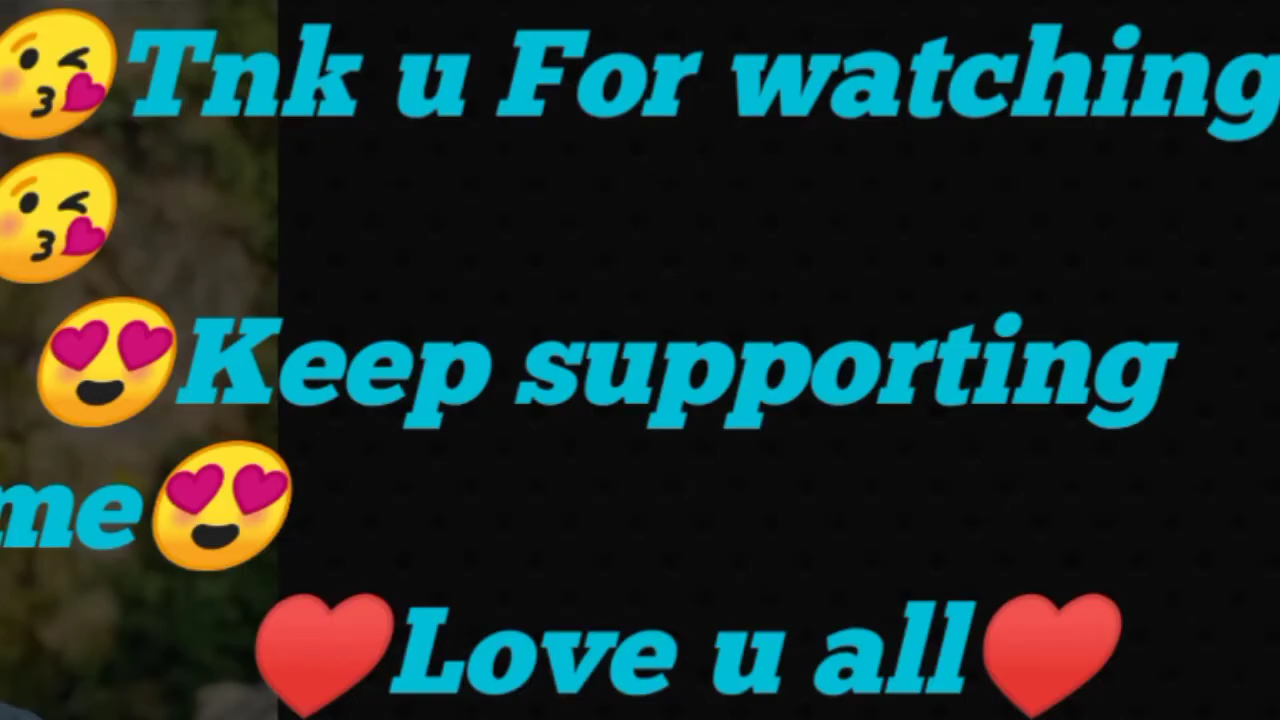 😘Tnk u For watching
😘
😍Keep supporting
me😍
♥️Love u all♥️